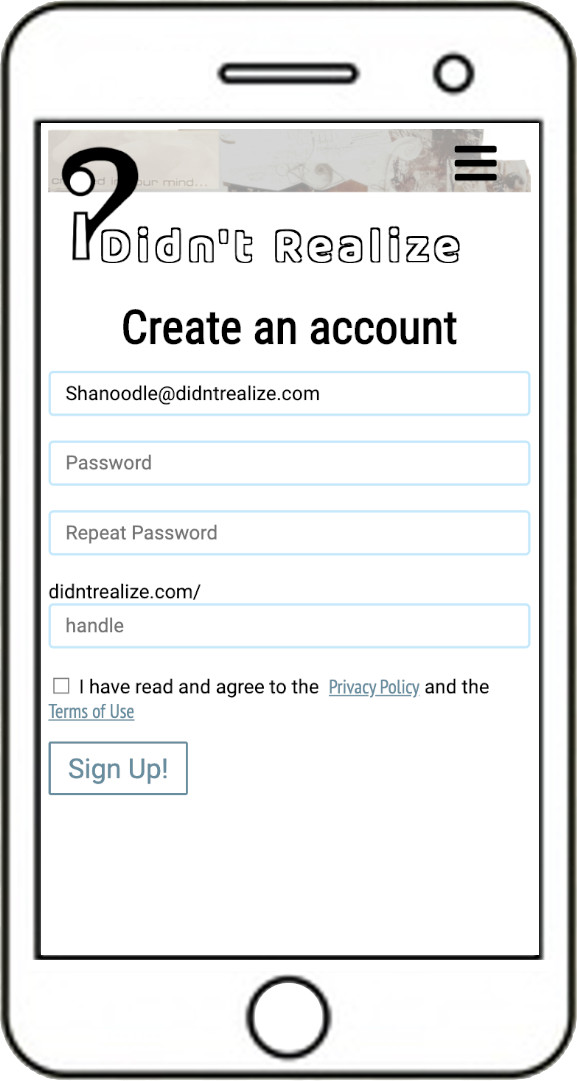 in your mind...
Didn't Realize
Create an account
Shanoodle@didntrealize.com
Password
Repeat Password
didntrealize.com/
handle
I have read and agree to the Privacy Policy and the
Terms of Use
Sign Up!